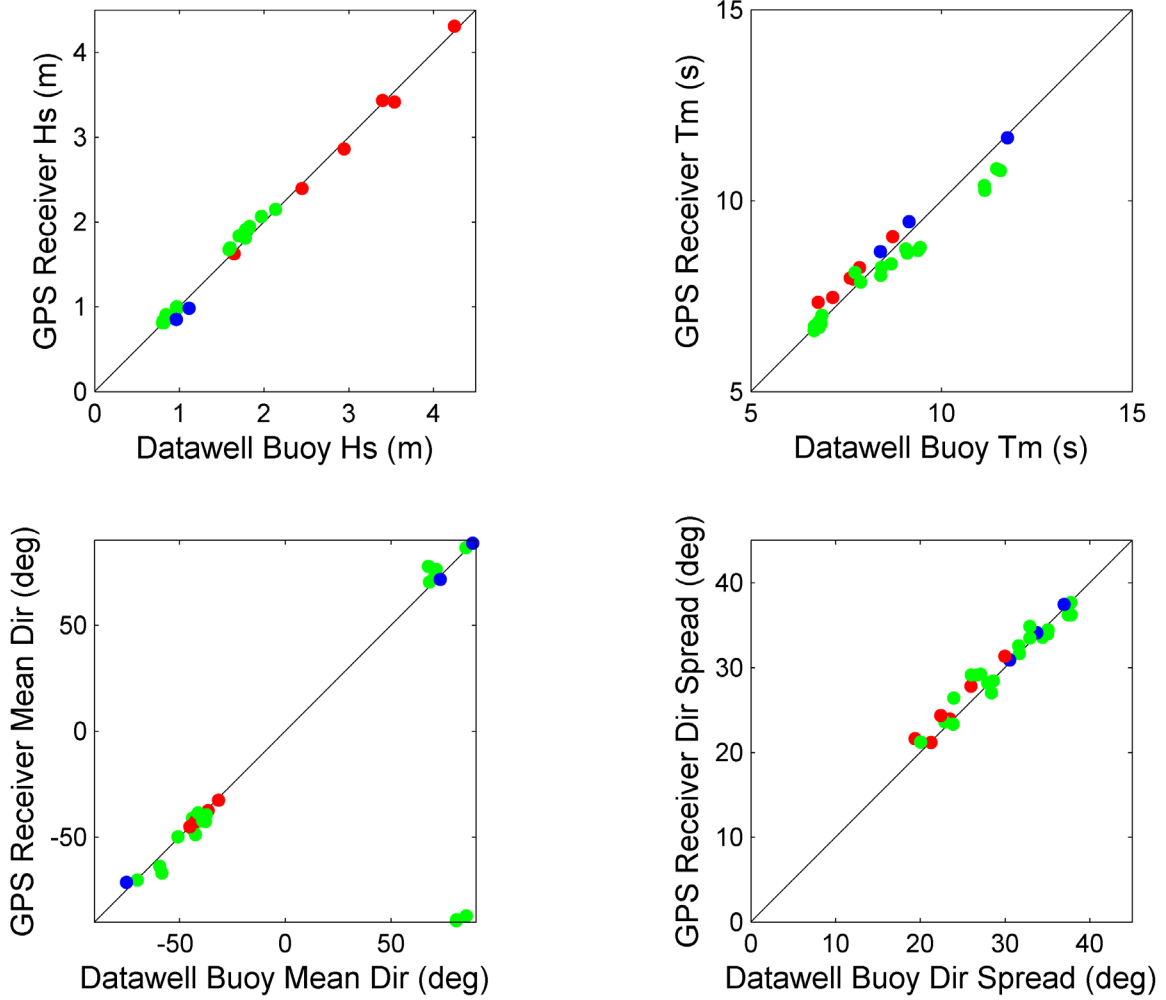 GPS Receiver Hs (m)
4
3
2
1
0
0 1 2 3 4
Datawell Buoy Hs (m)
GPS Receiver Tm (s)
15
10
5
5 10 15
Datawell Buoy Tm (s)
GPS Receiver Mean Dir (deg)
50
0
-50
-50 0 50
Datawell Buoy Mean Dir (deg)
GPS Receiver Dir Spread (deg)
40
30
20
10
0
0 10 20 30 40
Datawell Buoy Dir Spread (deg)